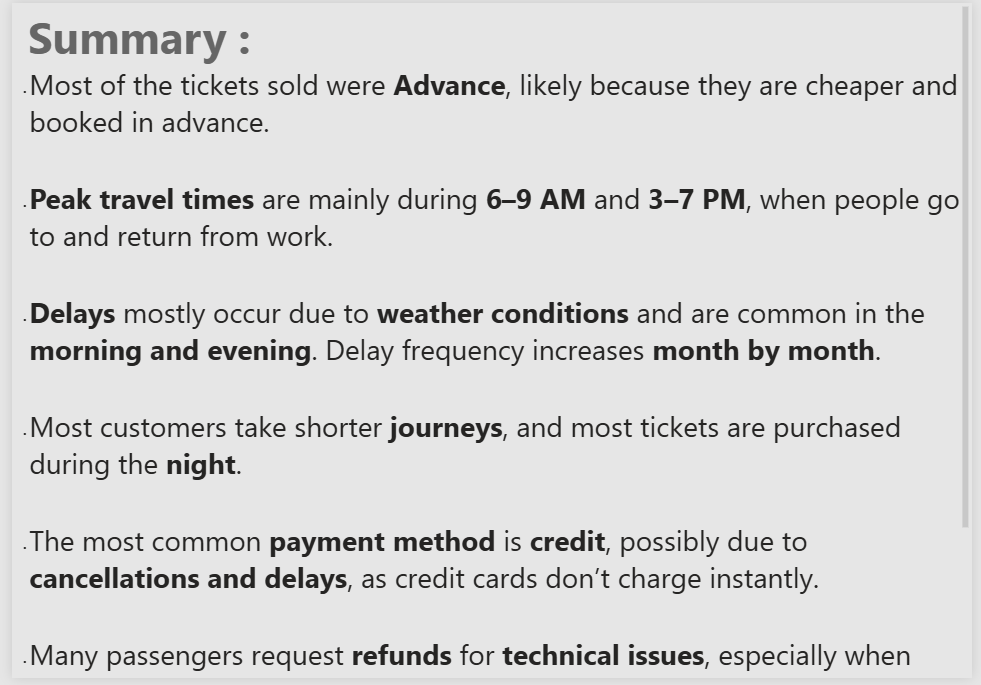 Summary :
.Most of the tickets sold were Advance, likely because they are cheaper and
booked in advance.
.Peak travel times are mainly during 6–9 AM and 3–7 PM, when people go
to and return from work.
.Delays mostly occur due to weather conditions and are common in the
morning and evening. Delay frequency increases month by month.
.Most customers take shorter journeys, and most tickets are purchased
during the night.
.The most common payment method is credit, possibly due to
cancellations and delays, as credit cards don’t charge instantly.
.Many passengers request refunds for technical issues, especially when